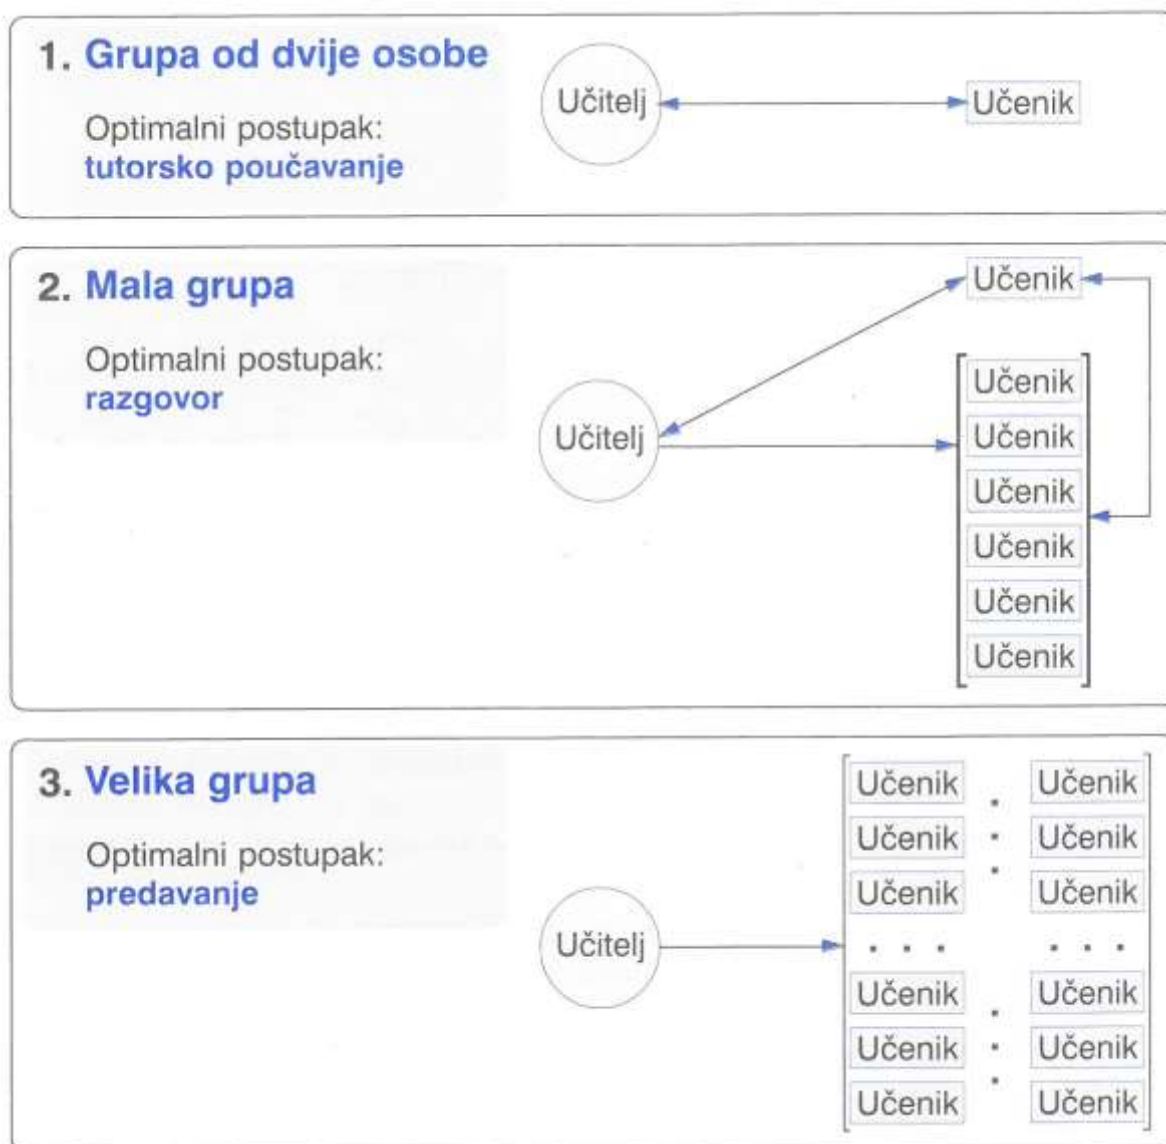 1. Grupa od dvije osobe
Optimalni postupak:
tutorsko poučavanje
Učitelj
Učenik
2. Mala grupa
Optimalni postupak:
razgovor
Učitelj
Učenik
Učenik
Učenik
Učenik
Učenik
Učenik
Učenik
3. Velika grupa
Optimalni postupak:
predavanje
Učitelj
Učenik . Učenik
Učenik . Učenik
Učenik . Učenik
. . . . . .
Učenik . Učenik
Učenik . Učenik
Učenik . Učenik